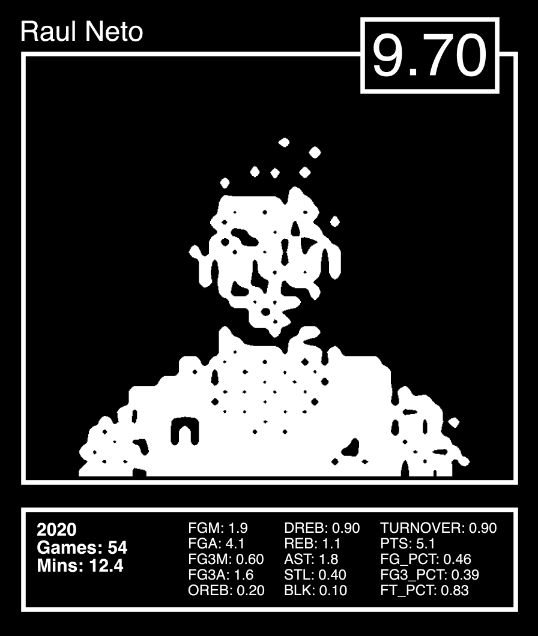 Raul Neto
9.70
2020
Games: 54
Mins: 12.4
FGM: 1.9
FGA: 4.1
FG3M: 0.60
FG3A: 1.6
OREB: 0.20
DREB: 0.90
REB: 1.1
AST: 1.8
STL: 0.40
BLK: 0.10
TURNOVER: 0.90
PTS: 5.1
FG_PCT: 0.46
FG3_PCT: 0.39
FT_PCT: 0.83